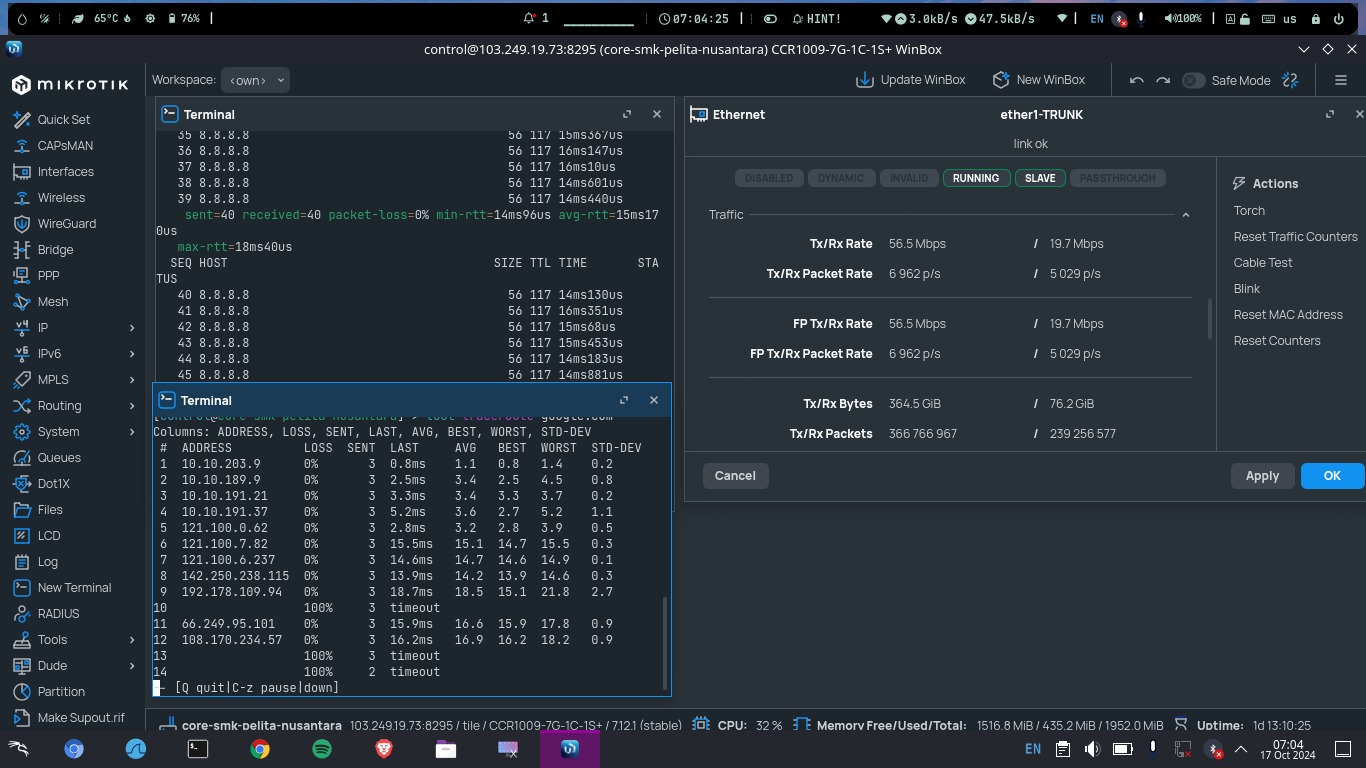 65°C
76%
1
07:04:25
HINT!
3.0kB/s
47.5kB/s
EN
100%
us
control@103.249.19.73:8295 (core-smk-pelita-nusantara) CCR1009-7G-1C-1S+ WinBox
MIKROTIK
Workspace: <own>
Update WinBox
New WinBox
Safe Mode
Quick Set
CAPsMAN
Interfaces
Wireless
WireGuard
Bridge
PPP
Mesh
IP
IPv6
MPLS
Routing
System
Queues
Dot1X
Files
LCD
Log
New Terminal
RADIUS
Tools
Dude
Partition
Make Supout.rif
Terminal
35 8.8.8.8 56 117 15ms367us
36 8.8.8.8 56 117 16ms147us
37 8.8.8.8 56 117 16ms10us
38 8.8.8.8 56 117 14ms601us
39 8.8.8.8 56 117 14ms440us
sent=40 received=40 packet-loss=0% min-rtt=14ms96us avg-rtt=15ms17
0us
max-rtt=18ms40us
SEQ HOST SIZE TTL TIME STA
TUS
40 8.8.8.8 56 117 14ms130us
41 8.8.8.8 56 117 16ms351us
42 8.8.8.8 56 117 15ms68us
43 8.8.8.8 56 117 15ms453us
44 8.8.8.8 56 117 14ms183us
45 8.8.8.8 56 117 14ms881us
Terminal
[control@core-smk-pelita-nusantara] > tool traceroute google.com
Columns: ADDRESS, LOSS, SENT, LAST, AVG, BEST, WORST, STD-DEV
# ADDRESS LOSS SENT LAST AVG BEST WORST STD-DEV
1 10.10.203.9 0% 3 0.8ms 1.1 0.8 1.4 0.2
2 10.10.189.9 0% 3 2.5ms 3.4 2.5 4.5 0.8
3 10.10.191.21 0% 3 3.3ms 3.4 3.3 3.7 0.2
4 10.10.191.37 0% 3 5.2ms 3.6 2.7 5.2 1.1
5 121.100.0.62 0% 3 2.8ms 3.2 2.8 3.9 0.5
6 121.100.7.82 0% 3 15.5ms 15.1 14.7 15.5 0.3
7 121.100.6.237 0% 3 14.6ms 14.7 14.6 14.9 0.1
8 142.250.238.115 0% 3 13.9ms 14.2 13.9 14.6 0.3
9 192.178.109.94 0% 3 18.7ms 18.5 15.1 21.8 2.7
10 100% 3 timeout
11 66.249.95.101 0% 3 15.9ms 16.6 15.9 17.8 0.9
12 108.170.234.57 0% 3 16.2ms 16.9 16.2 18.2 0.9
13 100% 3 timeout
14 100% 2 timeout
-- [Q quit|C-z pause|down]
Ethernet
ether1-TRUNK
link ok
DISABLED DYNAMIC INVALID RUNNING SLAVE PASSTHROUGH
Traffic
Tx/Rx Rate 56.5 Mbps / 19.7 Mbps
Tx/Rx Packet Rate 6 962 p/s / 5 029 p/s
FP Tx/Rx Rate 56.5 Mbps / 19.7 Mbps
FP Tx/Rx Packet Rate 6 962 p/s / 5 029 p/s
Tx/Rx Bytes 364.5 GiB / 76.2 GiB
Tx/Rx Packets 366 766 967 / 239 256 577
Cancel
Apply
OK
Actions
Torch
Reset Traffic Counters
Cable Test
Blink
Reset MAC Address
Reset Counters
core-smk-pelita-nusantara 103.249.19.73:8295 / tile / CCR1009-7G-1C-1S+ / 7.12.1 (stable) CPU: 32 % Memory Free/Used/Total: 1516.8 MiB / 435.2 MiB / 1952.0 MiB Uptime: 1d 13:10:25
EN
07:04
17 Oct 2024